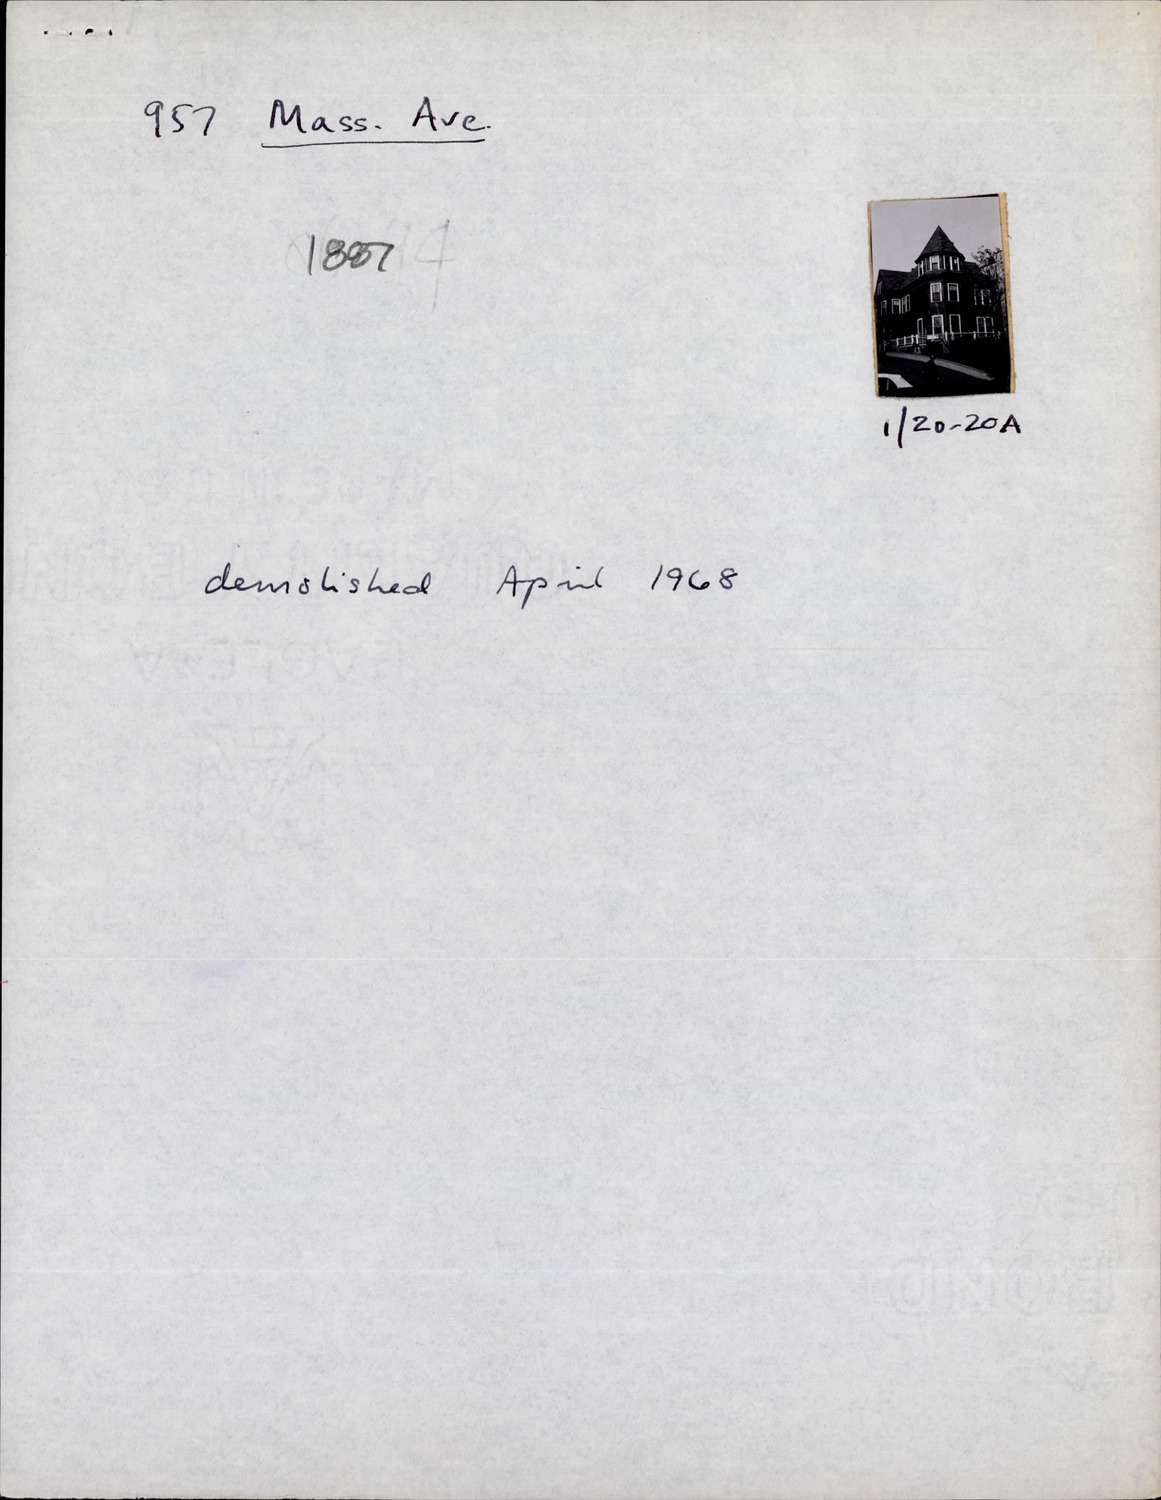 957 Mass. Ave.
1887
1/20-20A
demolished April 1968